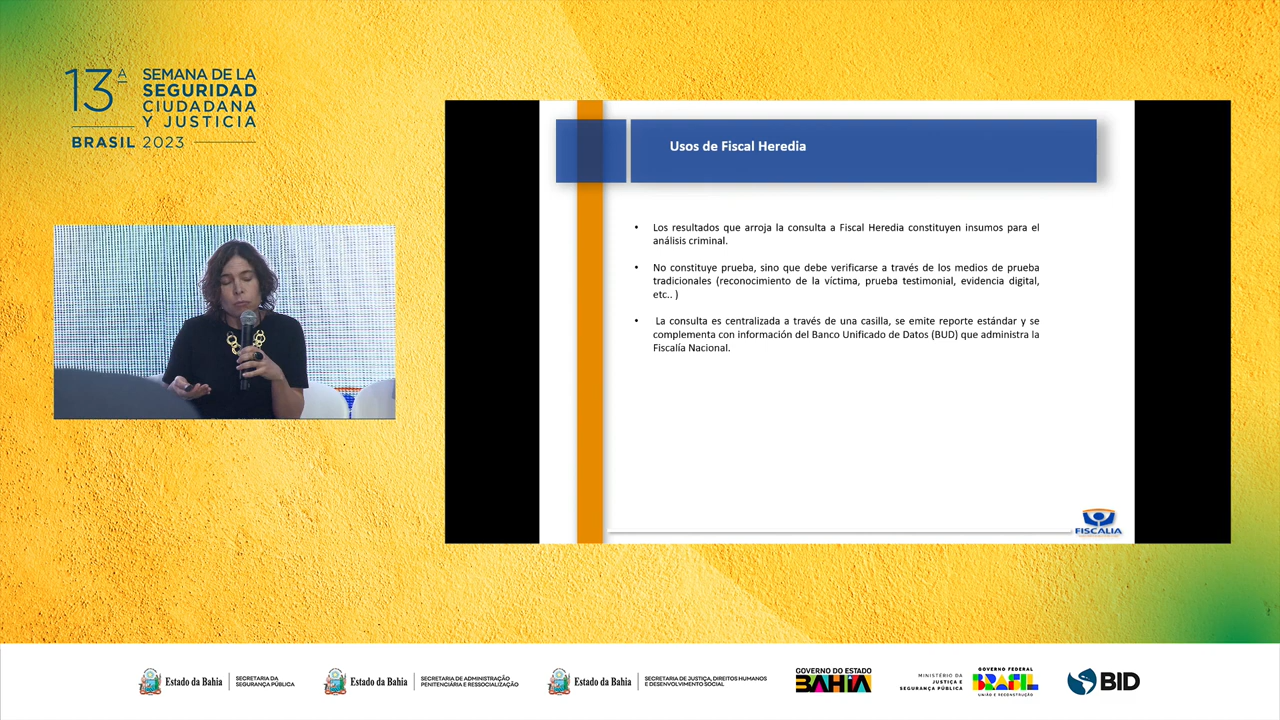 13ª
SEMANA DE LA
SEGURIDAD
CIUDADANA
Y JUSTICIA
BRASIL 2023
Usos de Fiscal Heredia
• Los resultados que arroja la consulta a Fiscal Heredia constituyen insumos para el
análisis criminal.
• No constituye prueba, sino que debe verificarse a través de los medios de prueba
tradicionales (reconocimiento de la víctima, prueba testimonial, evidencia digital,
etc.. )
• La consulta es centralizada a través de una casilla, se emite reporte estándar y se
complementa con información del Banco Unificado de Datos (BUD) que administra la
Fiscalía Nacional.
FISCALIA
Estado da Bahia
SECRETARIA DA
SEGURANÇA PÚBLICA
Estado da Bahia
SECRETARIA DE ADMINISTRAÇÃO
PENITENCIÁRIA E RESSOCIALIZAÇÃO
Estado da Bahia
SECRETARIA DE JUSTIÇA, DIREITOS HUMANOS
E DESENVOLVIMENTO SOCIAL
GOVERNO DO ESTADO
BAHIA
MINISTÉRIO DA
JUSTIÇA E
SEGURANÇA PÚBLICA
GOVERNO FEDERAL
BRASIL
UNIÃO E RECONSTRUÇÃO
BID